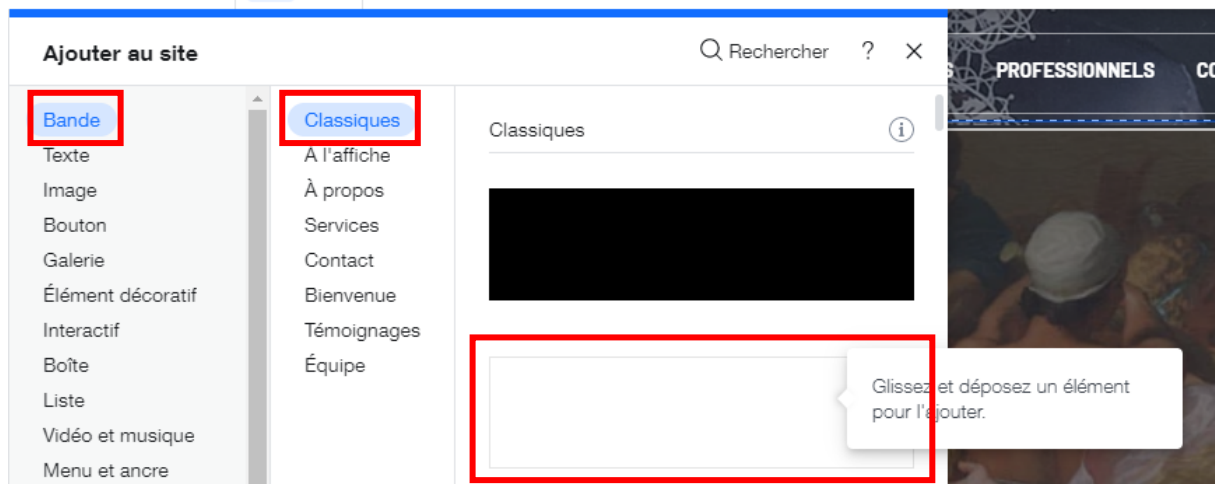 Ajouter au site
Rechercher ?
PROFESSIONNELS
Bande
Texte
Image
Bouton
Galerie
Élément décoratif
Interactif
Boîte
Liste
Vidéo et musique
Menu et ancre
Classiques
A l'affiche
À propos
Services
Contact
Bienvenue
Témoignages
Équipe
Classiques
Glissez et déposez un élément
pour l'ajouter.